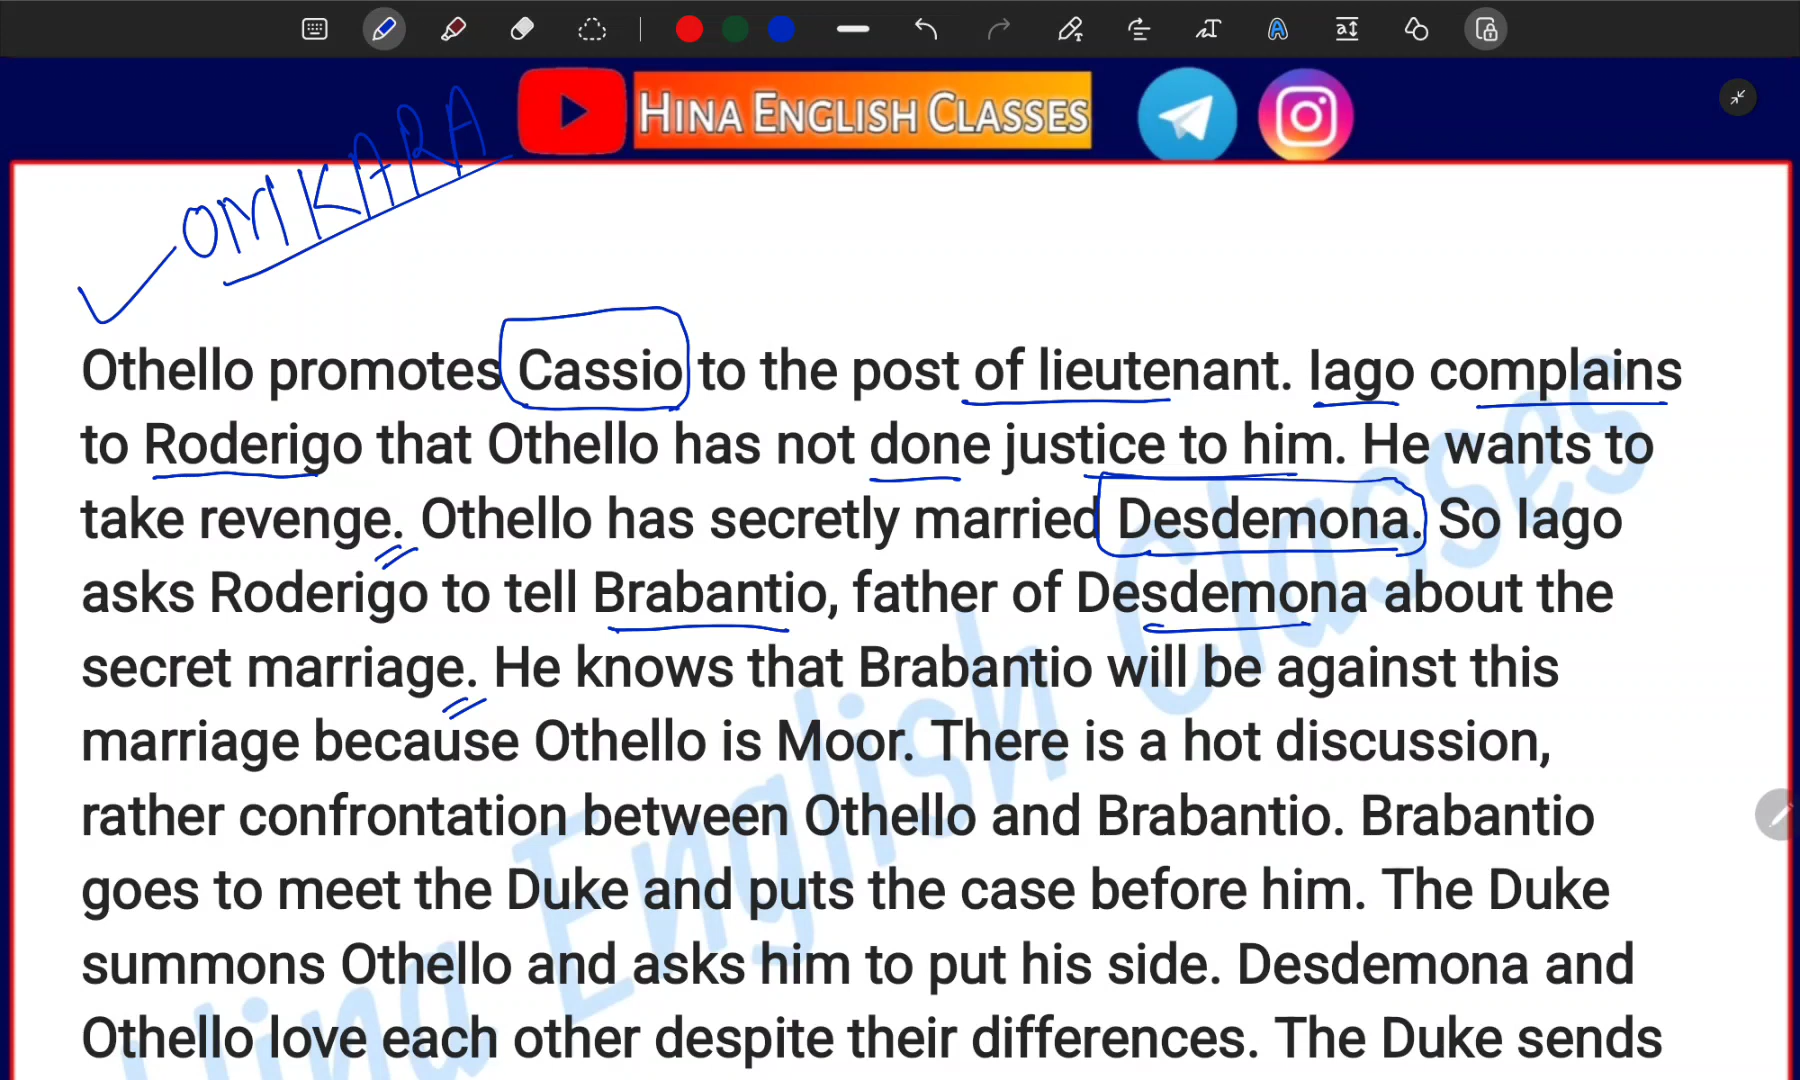 HINA ENGLISH CLASSES
OMKARA
Othello promotes Cassio to the post of lieutenant. Iago complains
to Roderigo that Othello has not done justice to him. He wants to
take revenge. Othello has secretly married Desdemona. So Iago
asks Roderigo to tell Brabantio, father of Desdemona about the
secret marriage. He knows that Brabantio will be against this
marriage because Othello is Moor. There is a hot discussion,
rather confrontation between Othello and Brabantio. Brabantio
goes to meet the Duke and puts the case before him. The Duke
summons Othello and asks him to put his side. Desdemona and
Othello love each other despite their differences. The Duke sends
Hina English Classes